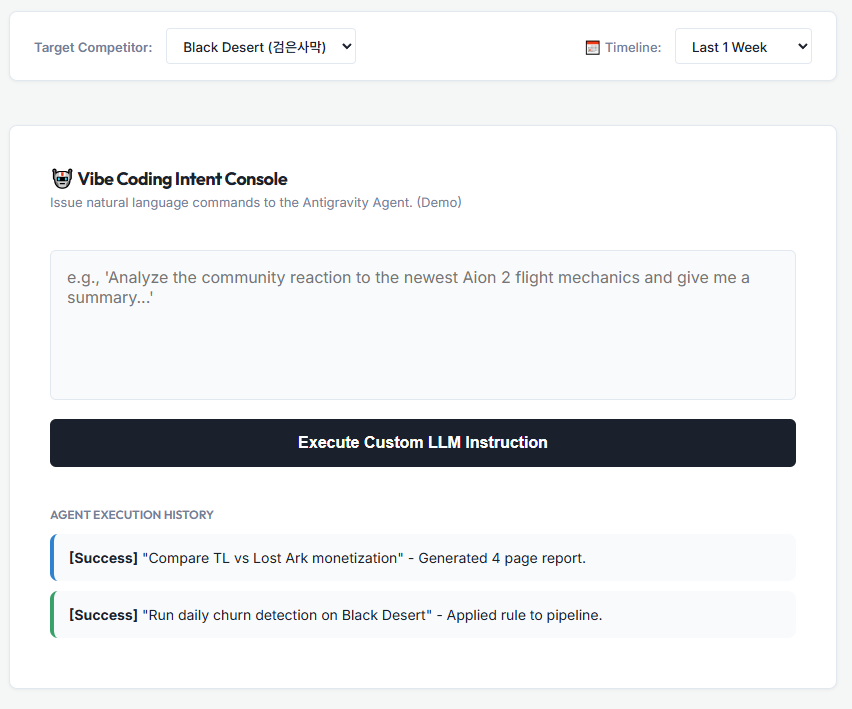 Target Competitor: Black Desert (검은사막) Timeline: Last 1 Week
Vibe Coding Intent Console
Issue natural language commands to the Antigravity Agent. (Demo)
e.g., 'Analyze the community reaction to the newest Aion 2 flight mechanics and give me a
summary...'
Execute Custom LLM Instruction
AGENT EXECUTION HISTORY
[Success] "Compare TL vs Lost Ark monetization" - Generated 4 page report.
[Success] "Run daily churn detection on Black Desert" - Applied rule to pipeline.